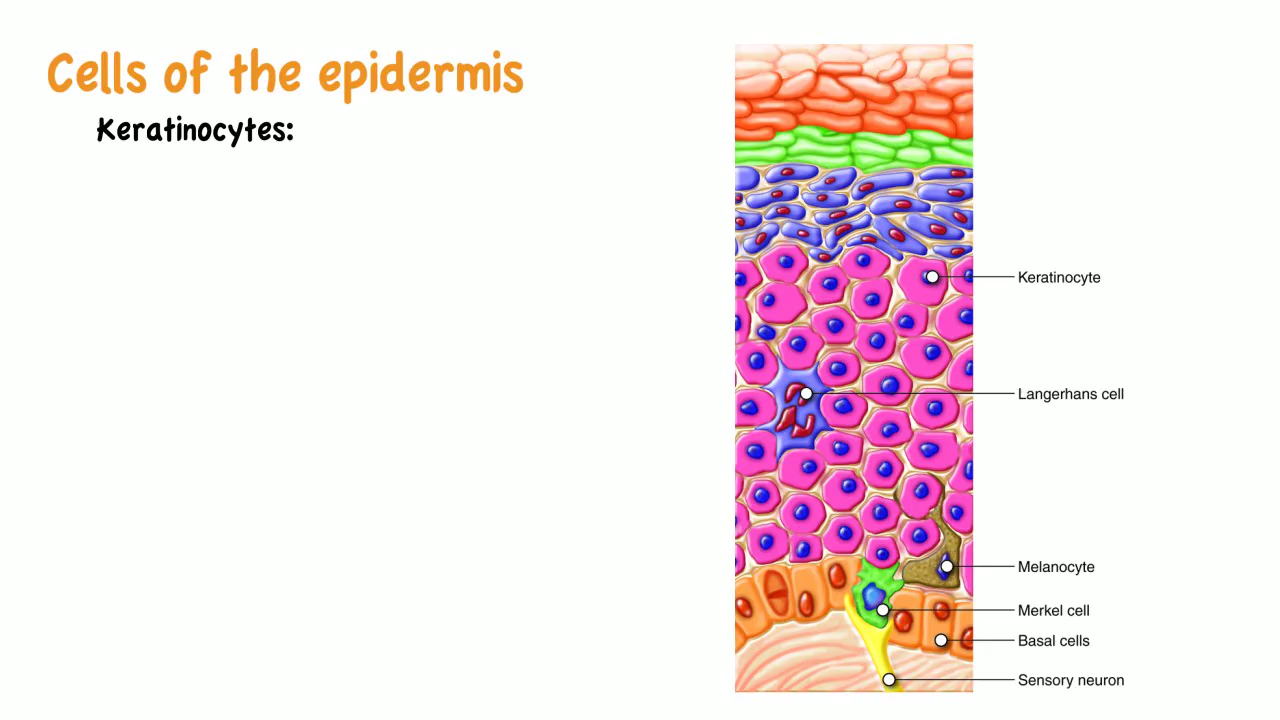 Cells of the epidermis
Keratinocytes:
Keratinocyte
Langerhans cell
Melanocyte
Merkel cell
Basal cells
Sensory neuron